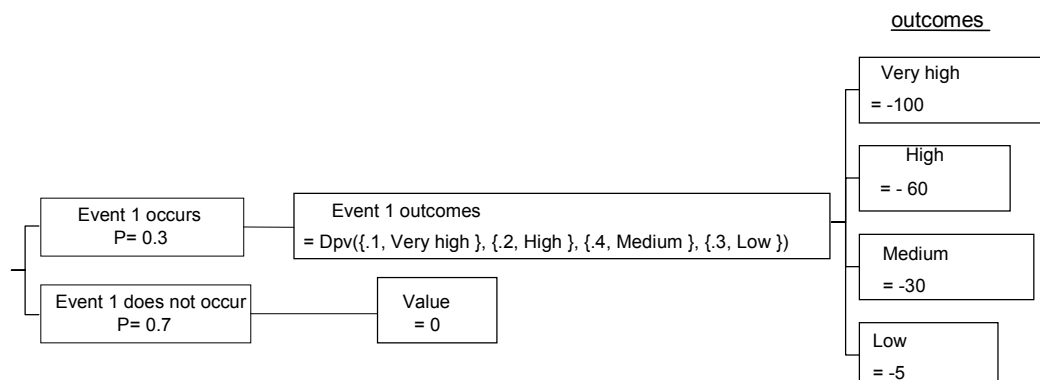 outcomes
Very high
= -100
High
= - 60
Event 1 occurs
P= 0.3
Event 1 outcomes
= Dpv({.1, Very high }, {.2, High }, {.4, Medium }, {.3, Low })
Medium
= -30
Event 1 does not occur
P= 0.7
Value
= 0
Low
= -5